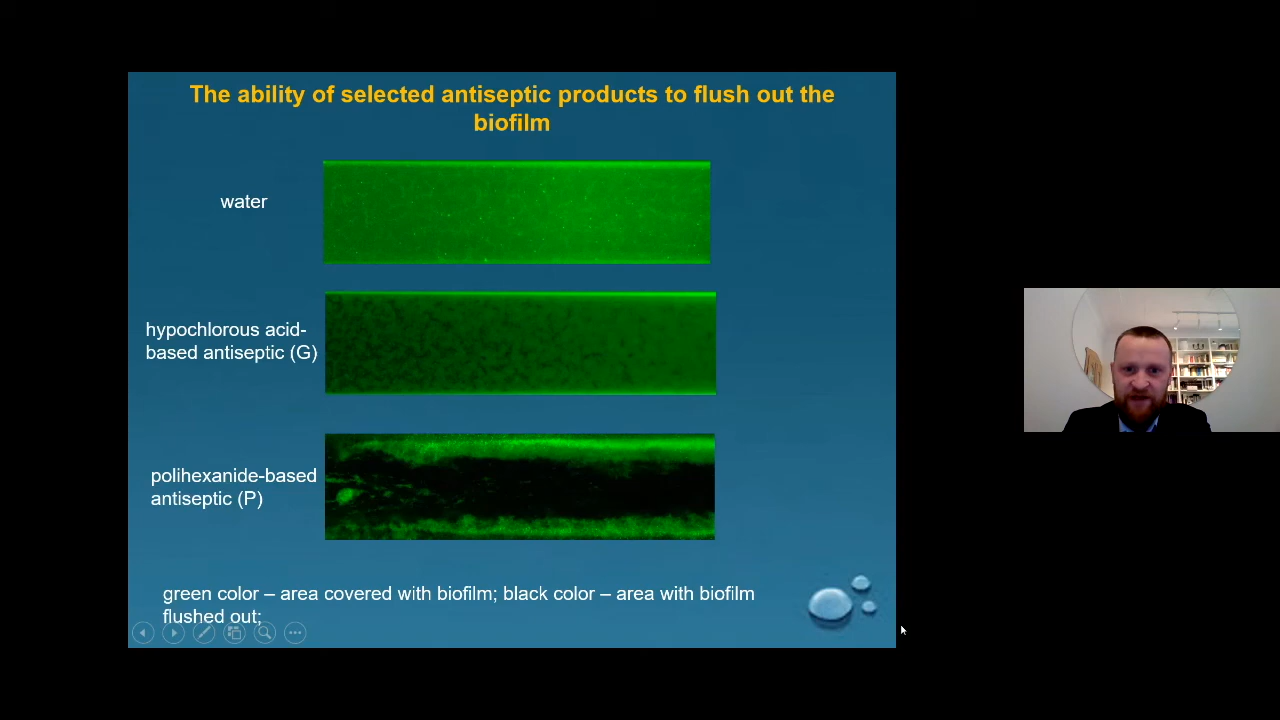 The ability of selected antiseptic products to flush out the
biofilm
water
hypochlorous acid-
based antiseptic (G)
polihexanide-based
antiseptic (P)
green color – area covered with biofilm; black color – area with biofilm
flushed out;